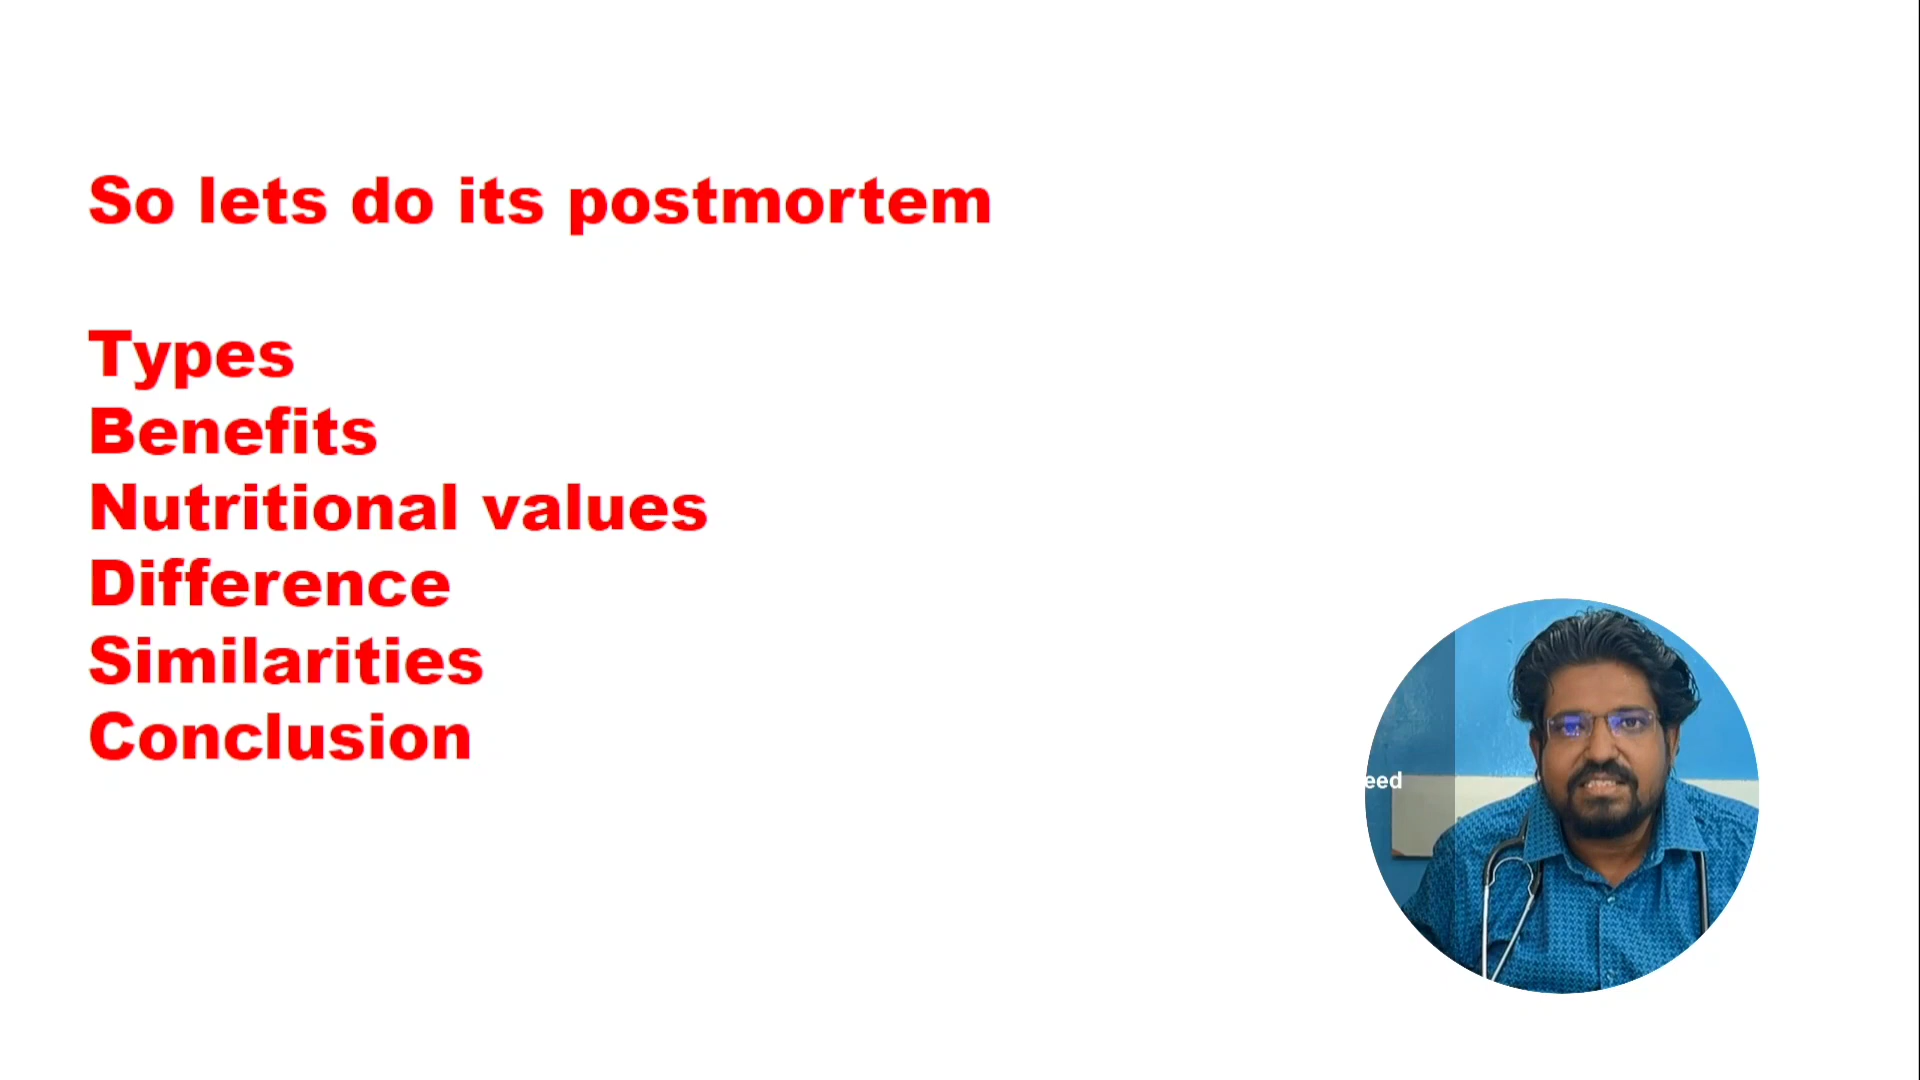 So lets do its postmortem
Types
Benefits
Nutritional values
Difference
Similarities
Conclusion
eed